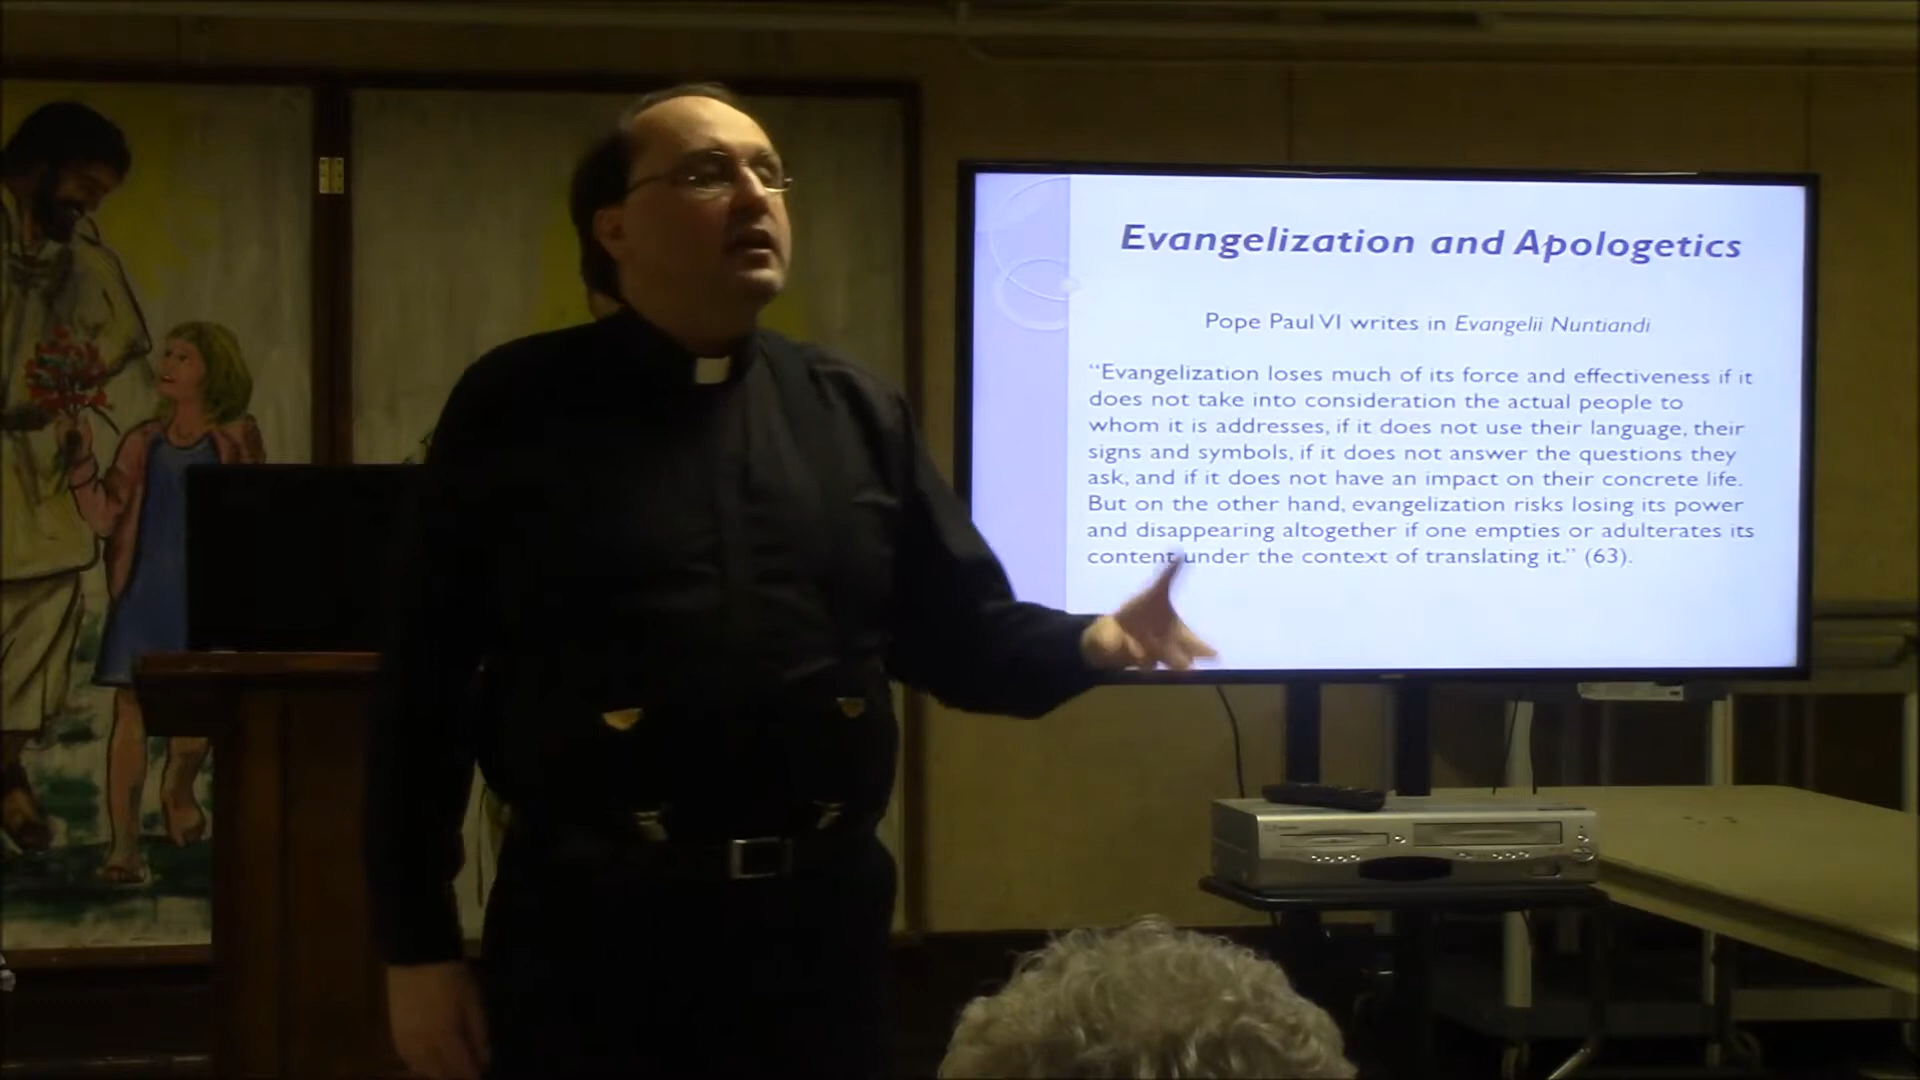 Evangelization and Apologetics
Pope Paul VI writes in Evangelii Nuntiandi
“Evangelization loses much of its force and effectiveness if it
does not take into consideration the actual people to
whom it is addresses, if it does not use their language, their
signs and symbols, if it does not answer the questions they
ask, and if it does not have an impact on their concrete life.
But on the other hand, evangelization risks losing its power
and disappearing altogether if one empties or adulterates its
content under the context of translating it.” (63).